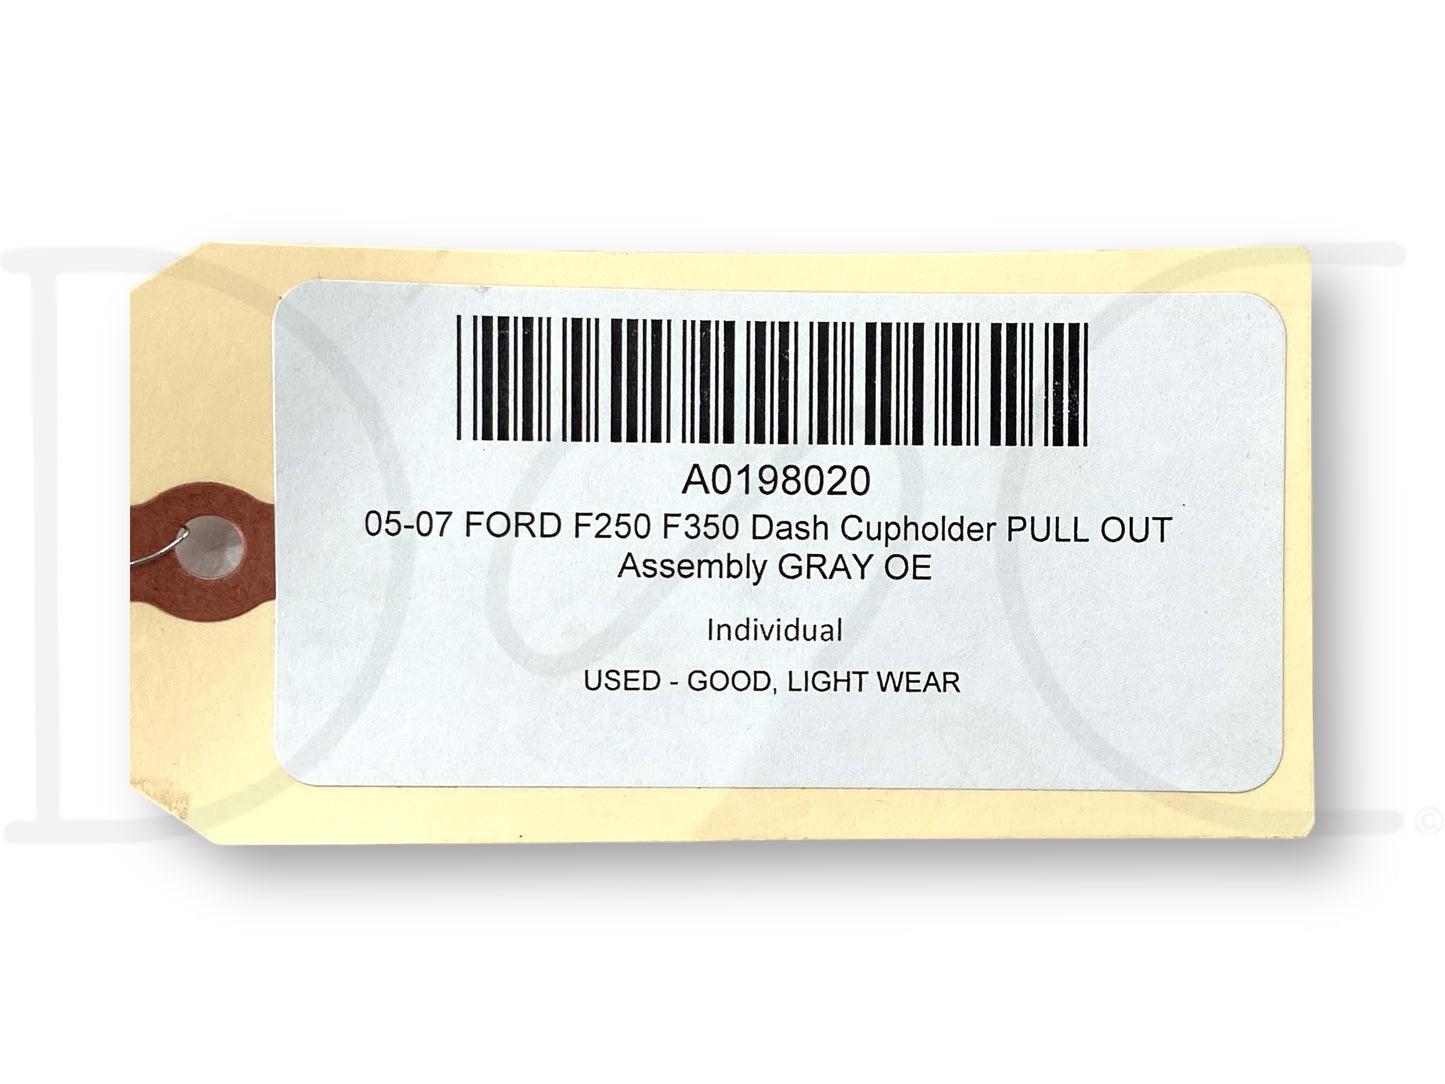 A0198020
05-07 FORD F250 F350 Dash Cupholder PULL OUT
Assembly GRAY OE
Individual
USED - GOOD, LIGHT WEAR
©